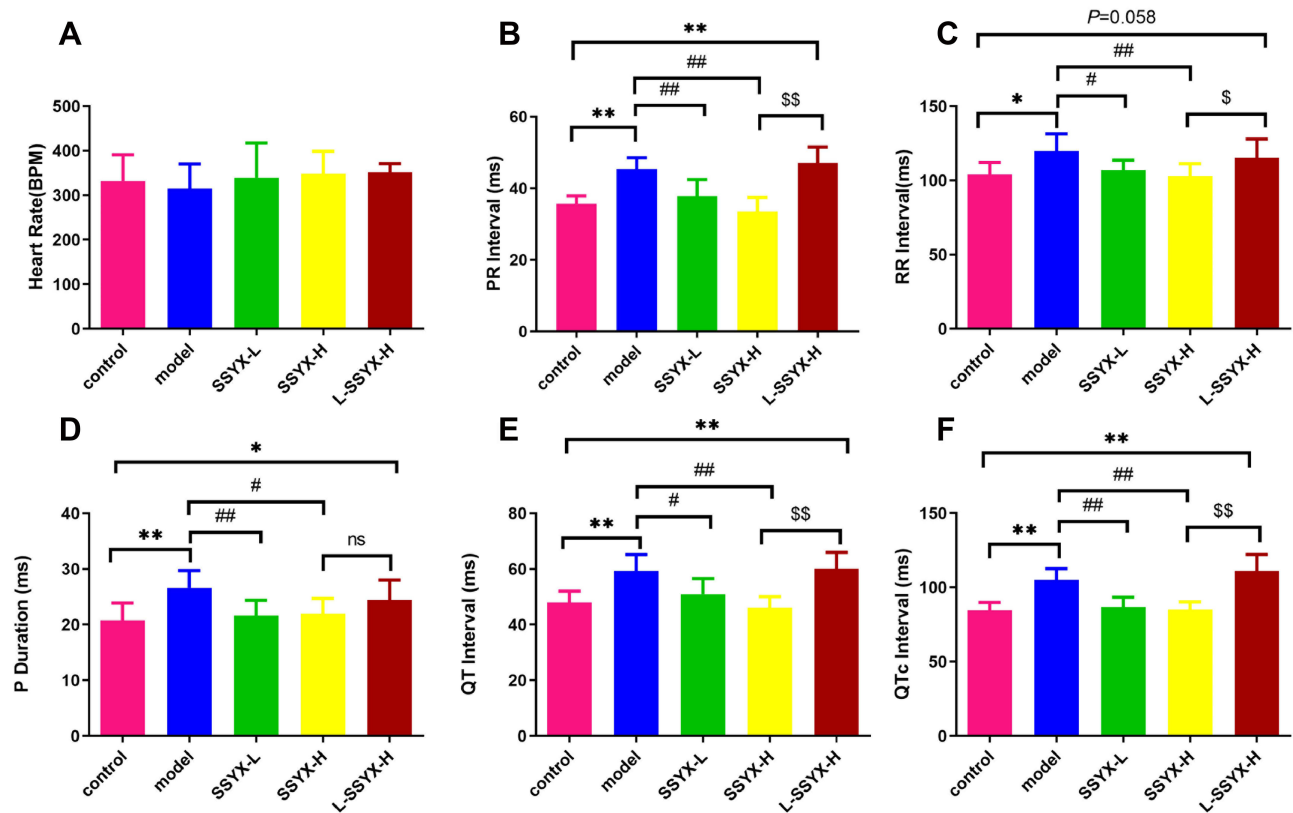 A
Heart Rate(BPM)
500
400
300
200
100
0
control
model
SSYX-L
SSYX-H
L-SSYX-H
B
**
##
##
$$
**
PR Interval (ms)
60
40
20
0
control
model
SSYX-L
SSYX-H
L-SSYX-H
C
P=0.058
##
#
$
*
RR Interval(ms)
150
100
50
0
control
model
SSYX-L
SSYX-H
L-SSYX-H
D
*
#
##
**
ns
P Duration (ms)
40
30
20
10
0
control
model
SSYX-L
SSYX-H
L-SSYX-H
E
**
##
#
**
$$
QT Interval (ms)
80
60
40
20
0
control
model
SSYX-L
SSYX-H
L-SSYX-H
F
**
##
##
**
$$
QTc Interval (ms)
150
100
50
0
control
model
SSYX-L
SSYX-H
L-SSYX-H